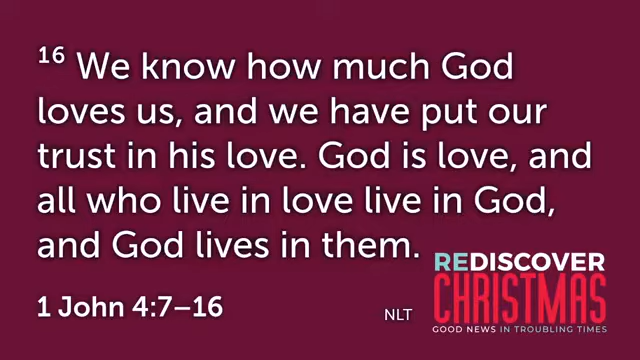 16 We know how much God
loves us, and we have put our
trust in his love. God is love, and
all who live in love live in God,
and God lives in them.
1 John 4:7–16
NLT
REDISCOVER
CHRISTMAS
GOOD NEWS IN TROUBLING TIMES